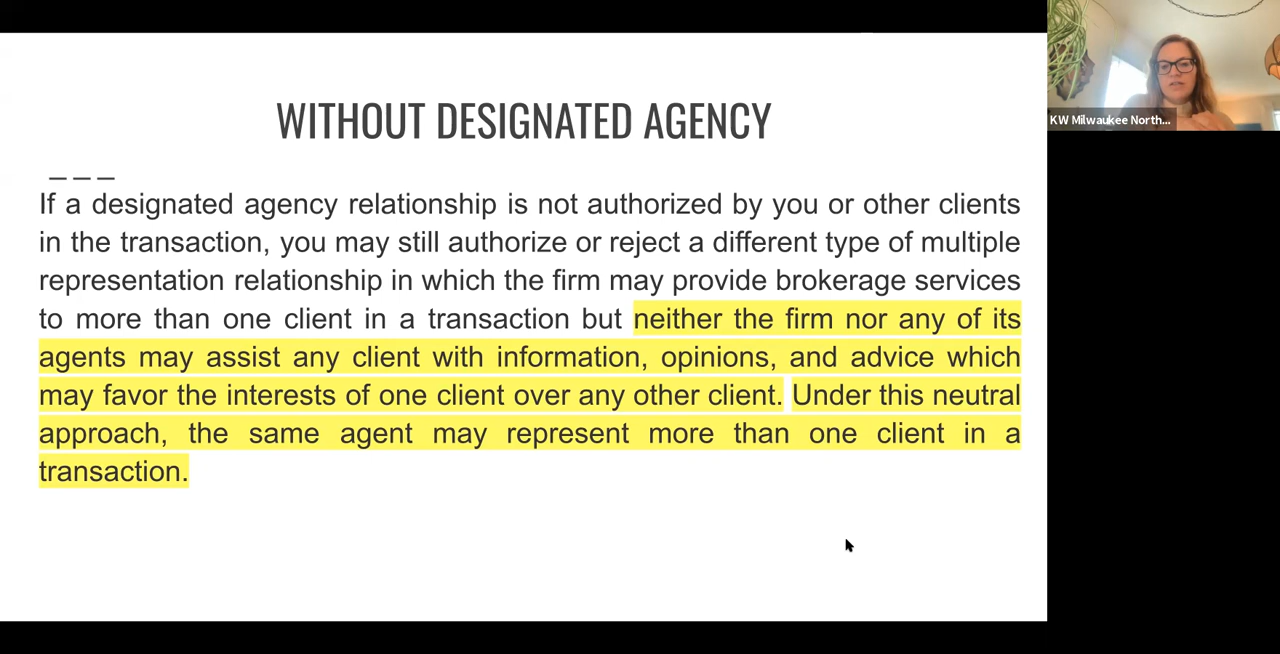 WITHOUT DESIGNATED AGENCY
If a designated agency relationship is not authorized by you or other clients
in the transaction, you may still authorize or reject a different type of multiple
representation relationship in which the firm may provide brokerage services
to more than one client in a transaction but neither the firm nor any of its
agents may assist any client with information, opinions, and advice which
may favor the interests of one client over any other client. Under this neutral
approach, the same agent may represent more than one client in a
transaction.
KW Milwaukee North...